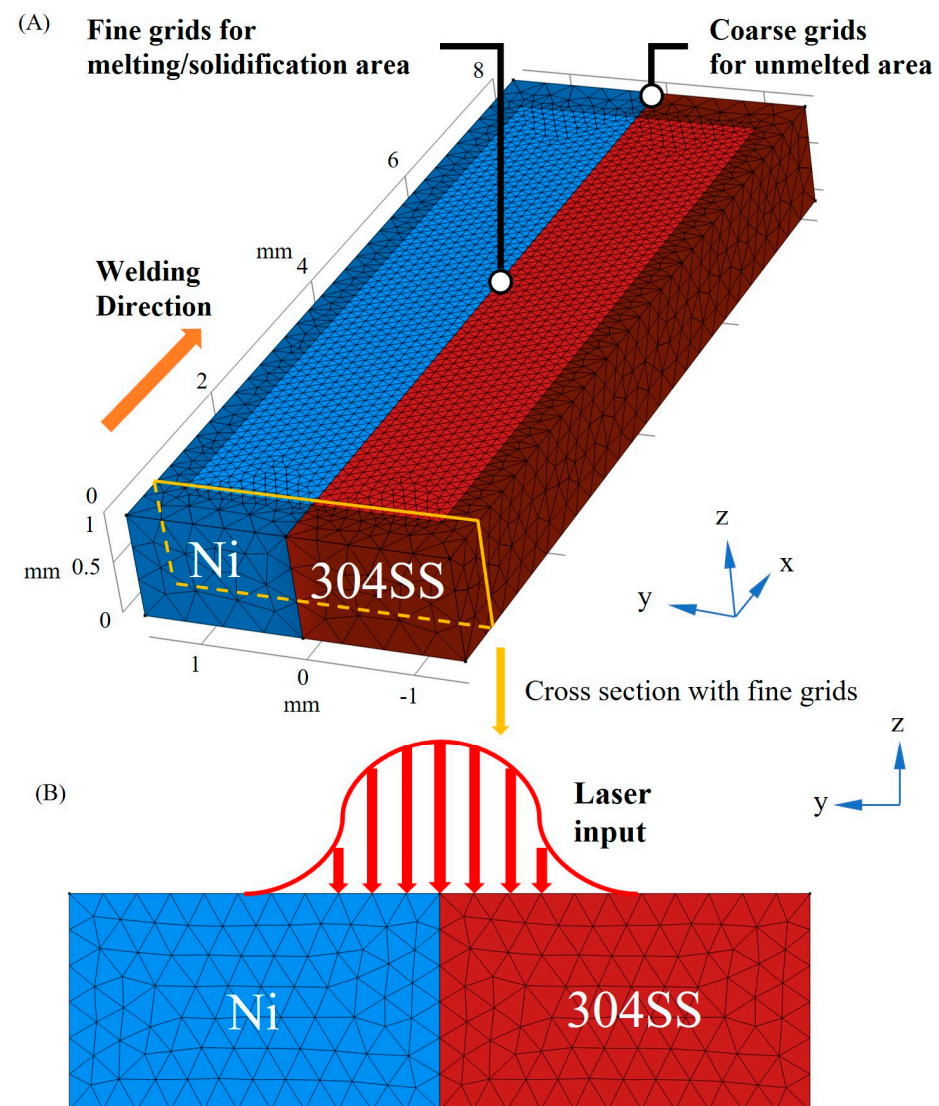 (A)
Fine grids for
melting/solidification area
Coarse grids
for unmelted area
8
6
mm
4
Welding
Direction
2
0
1
mm
0.5
0
Ni
304SS
1
0
mm
-1
z
x
y
Cross section with fine grids
z
y
(B)
Laser
input
Ni
304SS